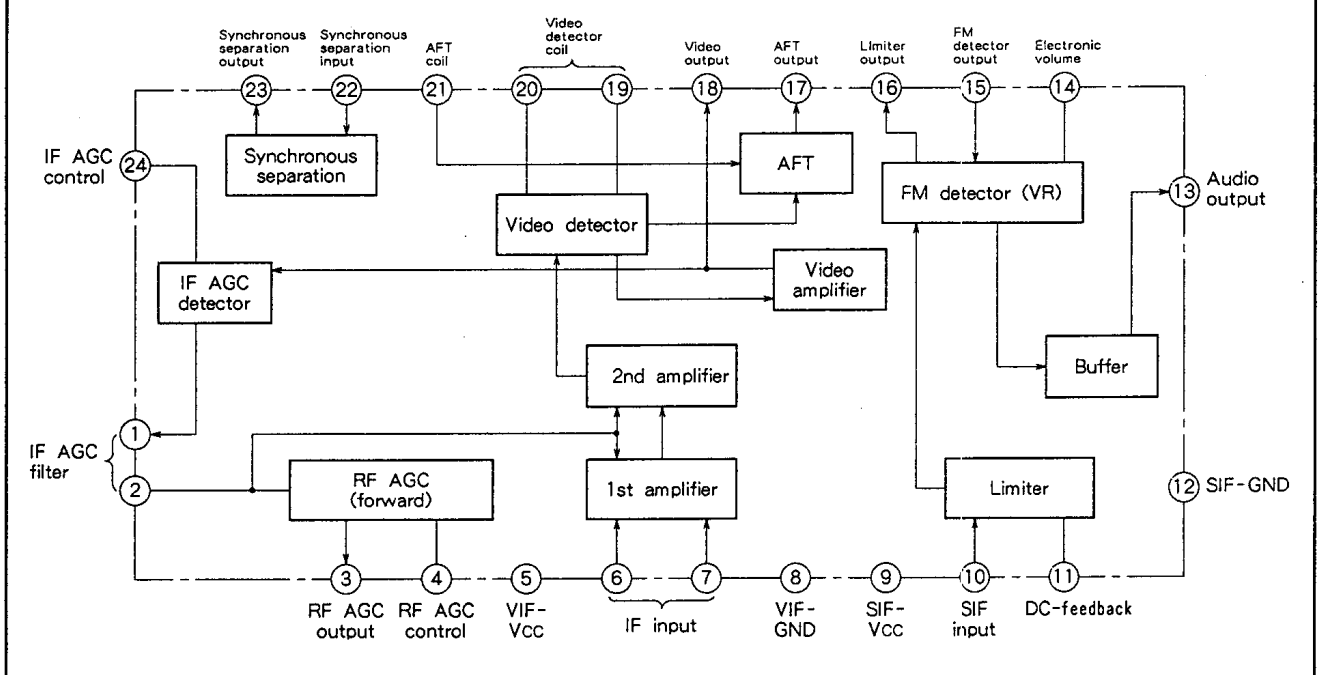 Synchronous
separation
output
Synchronous
separation
input
AFT
coil
Video
detector
coil
Video
output
AFT
output
LImiter
output
FM
detector
output
Electronic
volume
23
22
21
20
19
18
17
16
15
14
IF AGC
control
24
Synchronous
separation
AFT
FM detector (VR)
13
Audio
output
Video detector
IF AGC
detector
Video
amplifier
2nd amplifier
Buffer
1
IF AGC
filter
2
RF AGC
(forward)
1st amplifier
Limiter
12
SIF-GND
3
4
5
6
7
8
9
10
11
RF AGC
output
RF AGC
control
VIF-
Vcc
IF input
VIF-
GND
SIF-
Vcc
SIF
input
DC-feedback